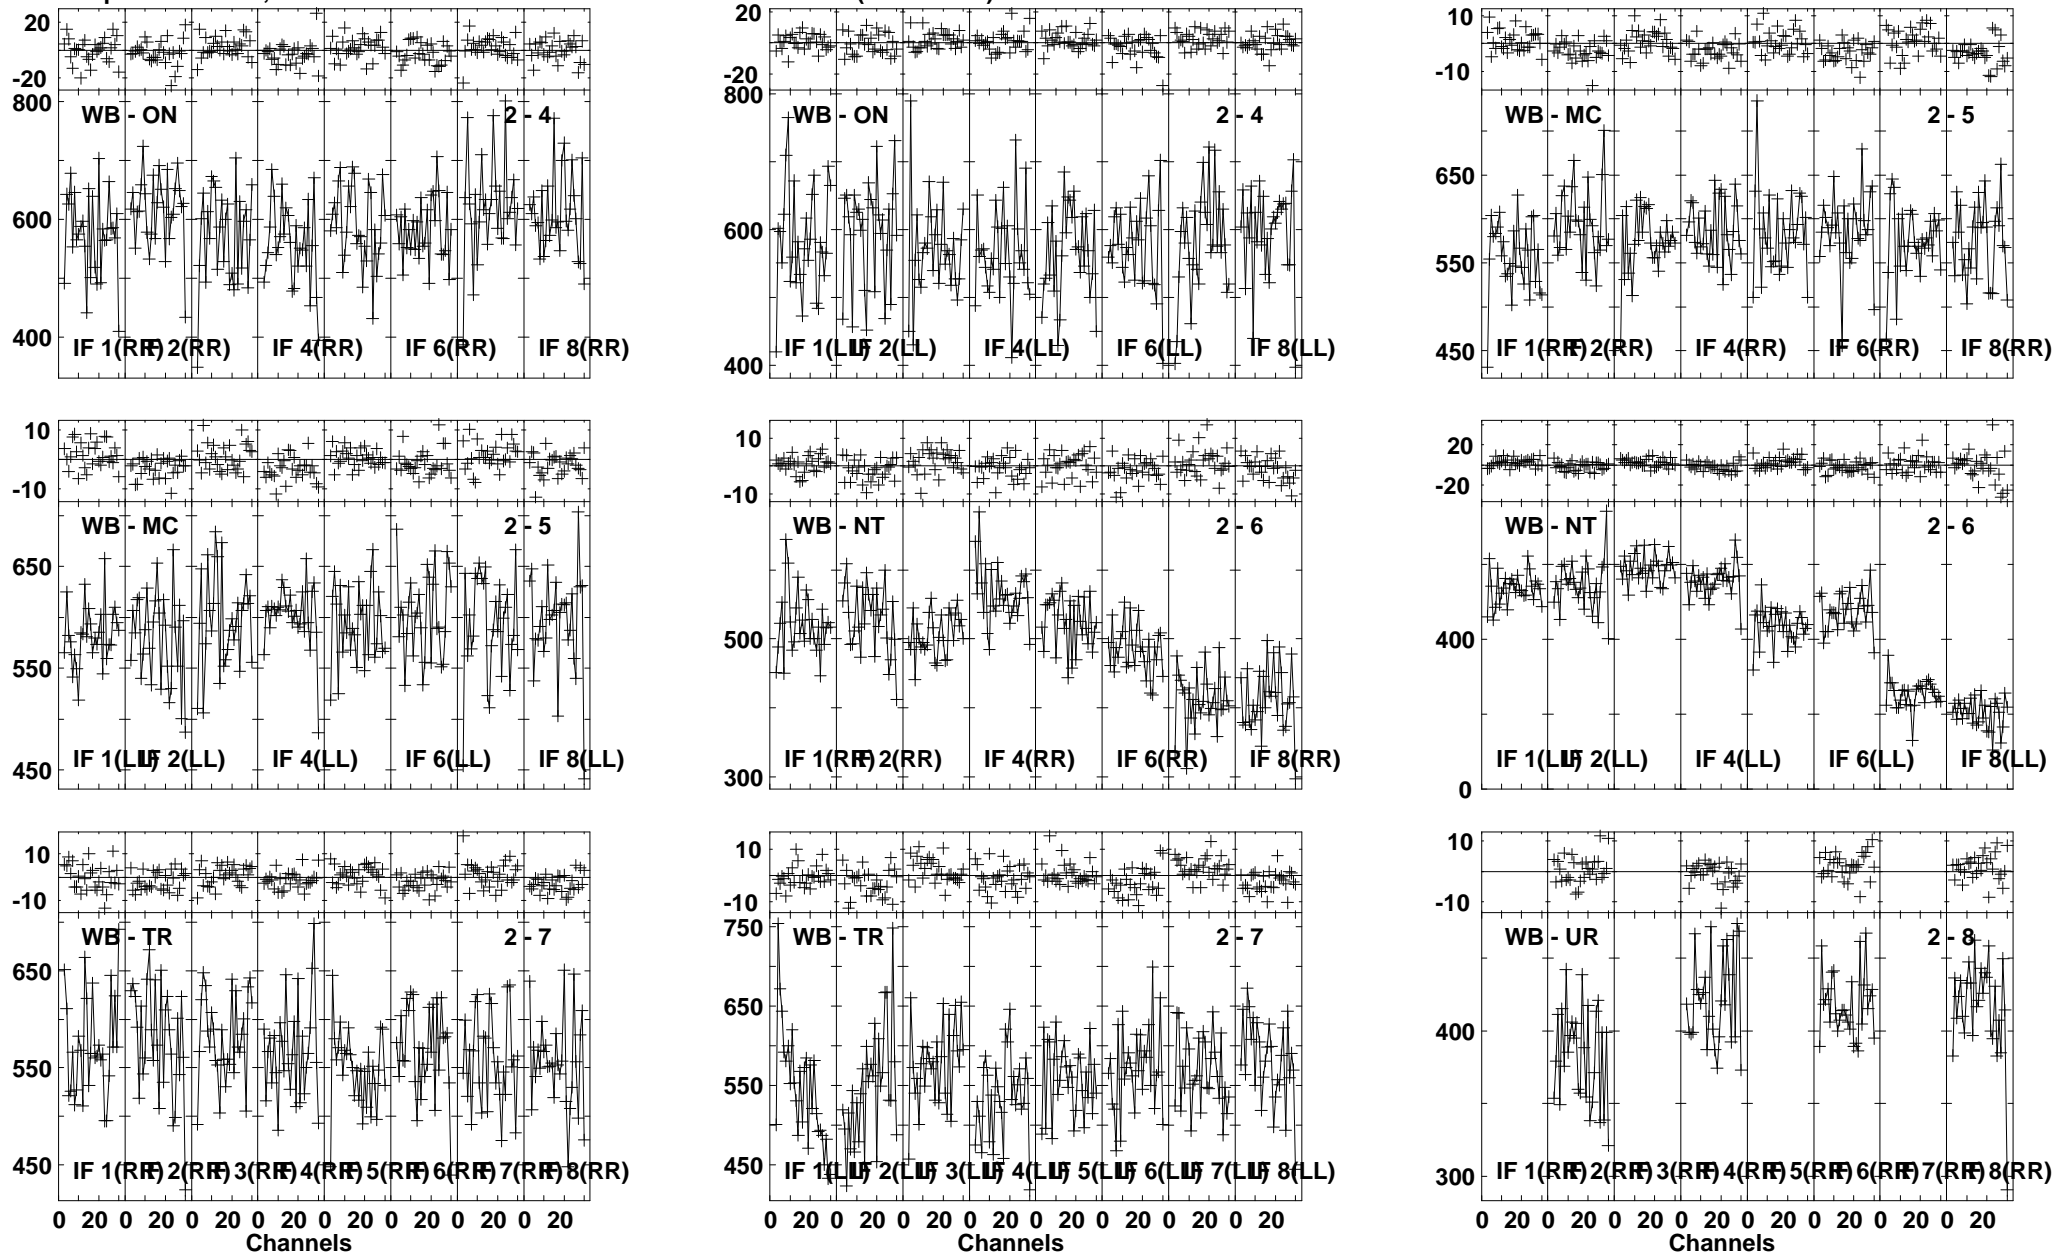 20 20 10
-20 -20 -10
800 WB - ON 2 - 4 800 WB - ON 2 - 4 WB - MC 2 - 5
650
600 600 550
400 IF 1(RR) IF 2(RR) IF 4(RR) IF 6(RR) IF 8(RR) 400 IF 1(LL) IF 2(LL) IF 4(LL) IF 6(LL) IF 8(LL) 450 IF 1(RR) IF 2(RR) IF 4(RR) IF 6(RR) IF 8(RR)
10 10 20
-10 -10 -20
WB - MC 2 - 5 WB - NT 2 - 6 WB - NT 2 - 6
650
550 500 400
450 IF 1(LL) IF 2(LL) IF 4(LL) IF 6(LL) IF 8(LL) 300 IF 1(RR) IF 2(RR) IF 4(RR) IF 6(RR) IF 8(RR) 0 IF 1(LL) IF 2(LL) IF 4(LL) IF 6(LL) IF 8(LL)
10 10 10
-10 -10 -10
WB - TR 2 - 7 750 WB - TR 2 - 7 WB - UR 2 - 8
650 650
550 550 400
450 IF 1(RR) IF 2(RR) IF 3(RR) IF 4(RR) IF 5(RR) IF 6(RR) IF 7(RR) IF 8(RR) 450 IF 1(LL) IF 2(LL) IF 3(LL) IF 4(LL) IF 5(LL) IF 6(LL) IF 7(LL) IF 8(LL) 300 IF 1(RR) IF 2(RR) IF 3(RR) IF 4(RR) IF 5(RR) IF 6(RR) IF 7(RR) IF 8(RR)
0 20 0 20 0 20 0 20 0 20 0 20 0 20 0 20 0 20 0 20 0 20 0 20 0 20 0 20 0 20 0 20 0 20 0 20 0 20 0 20 0 20 0 20 0 20 0 20
Channels Channels Channels